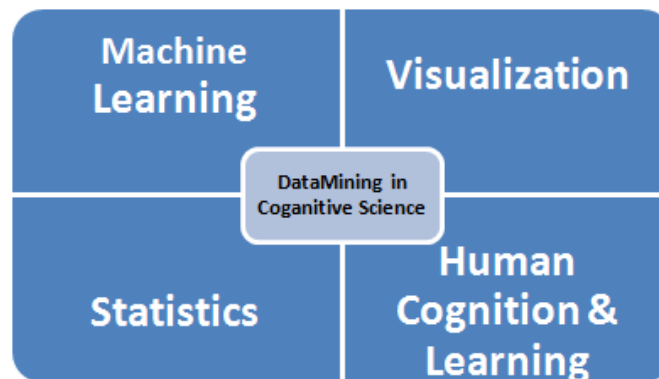 Machine
Learning
Visualization
DataMining in
Coganitive Science
Statistics
Human
Cognition &
Learning